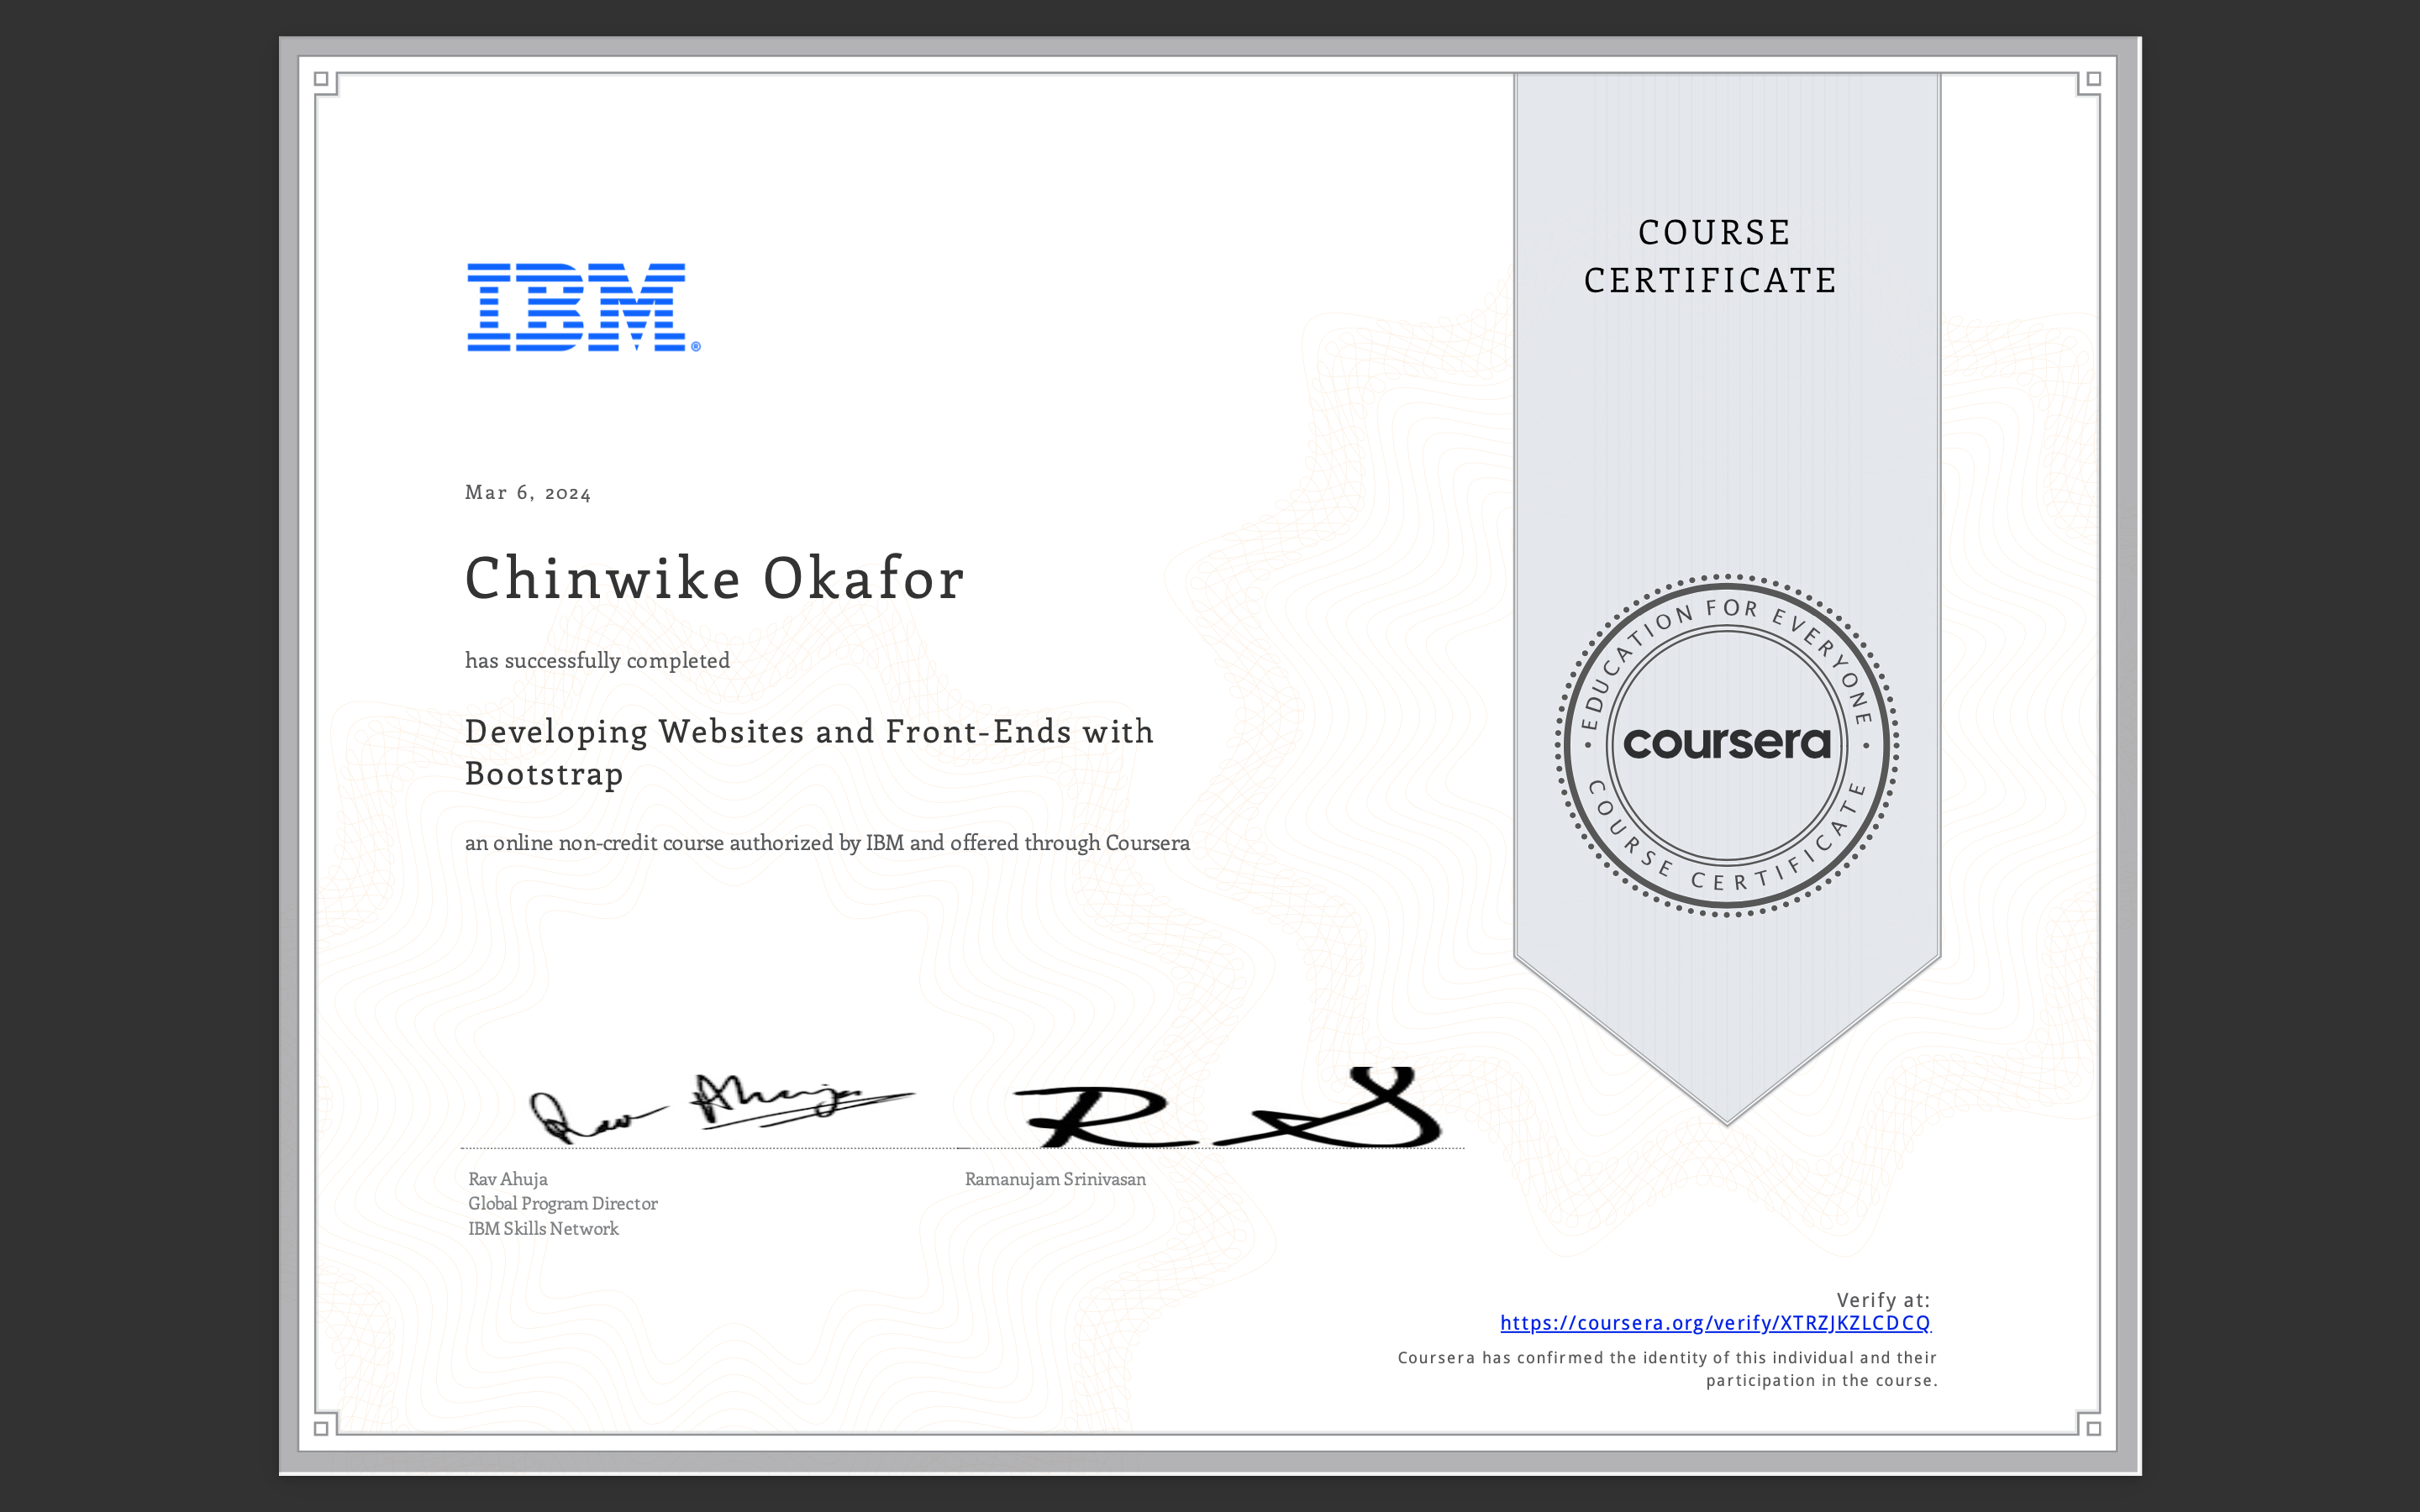 IBM®
COURSE
CERTIFICATE
Mar 6, 2024
Chinwike Okafor
has successfully completed
Developing Websites and Front-Ends with
Bootstrap
an online non-credit course authorized by IBM and offered through Coursera
EDUCATION FOR EVERYONE
coursera
COURSE CERTIFICATE
Rav Ahuja
R S
Rav Ahuja
Global Program Director
IBM Skills Network
Ramanujam Srinivasan
Verify at:
https://coursera.org/verify/XTRZJKZLCDCQ
Coursera has confirmed the identity of this individual and their
participation in the course.